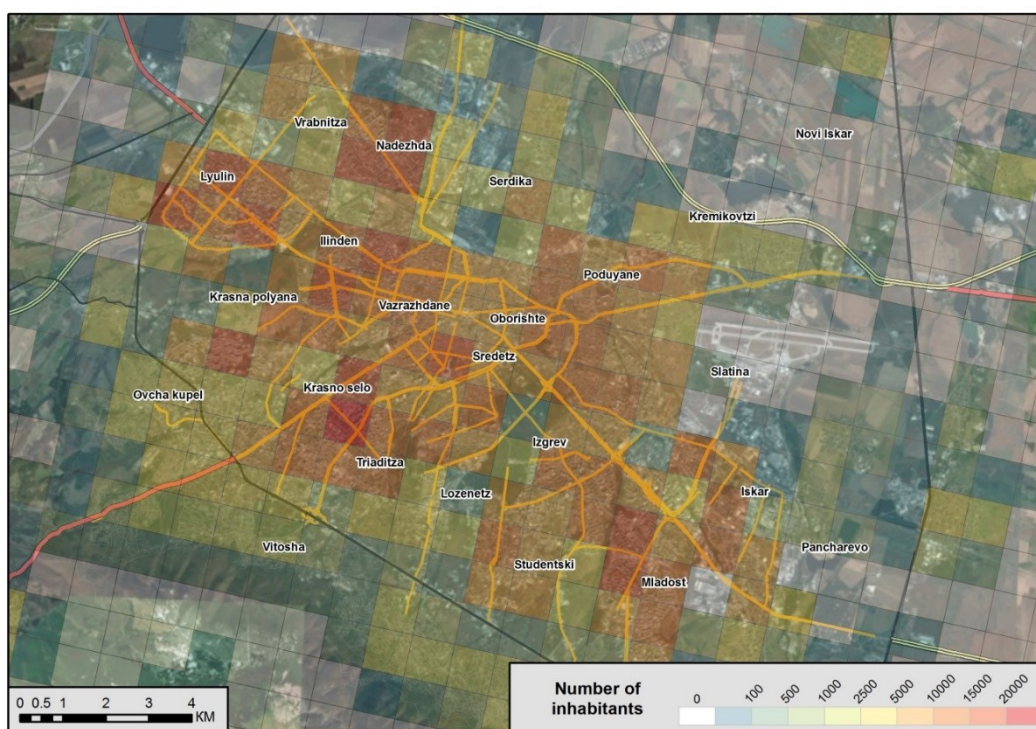 Vrabnitza
Novi Iskar
Nadezhda
Lyulin
Serdika
Kremikovtzi
Ilinden
Poduyane
Krasna polyana
Vazrazhdane
Oborishte
Sredetz
Slatina
Krasno selo
Ovcha kupel
Izgrev
Triaditza
Lozenetz
Iskar
Vitosha
Pancharevo
Studentski
Mladost
0 0.5 1 2 3 4
KM
Number of
inhabitants
0 100 500 1000 2500 5000 10000 15000 20000